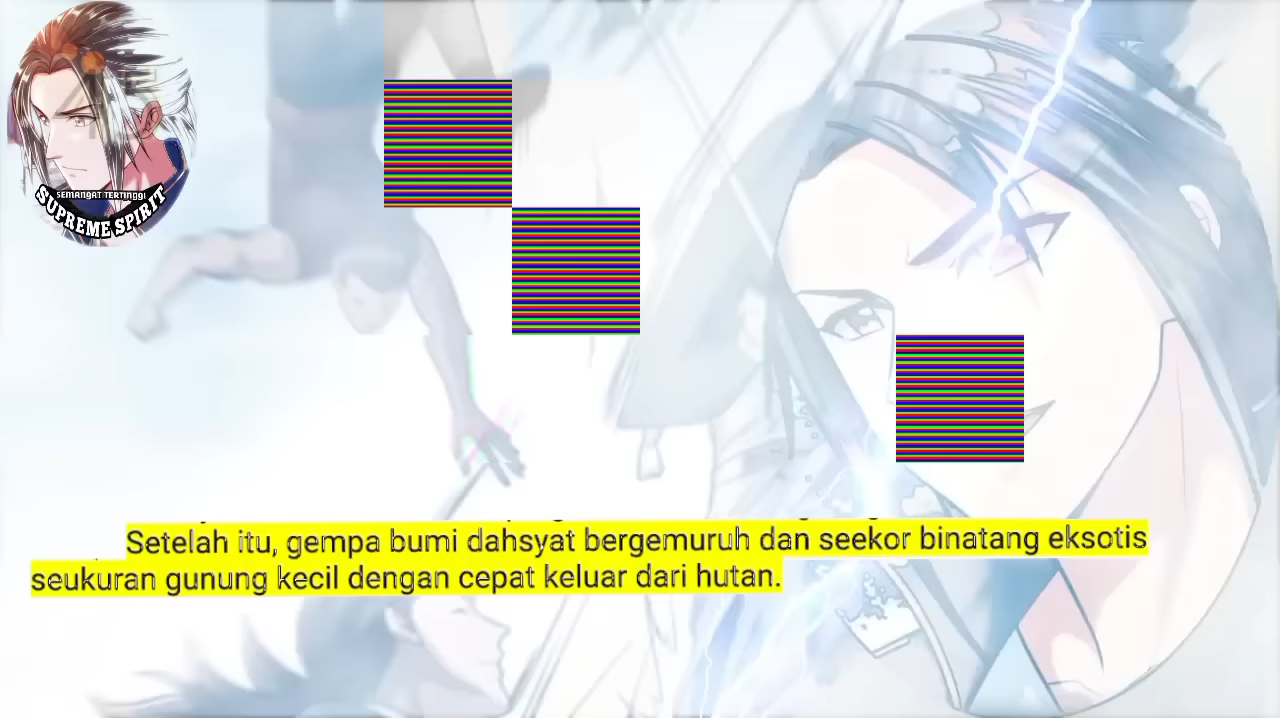 SEMANGAT TERTINGGI
SUPREME SPIRIT
Setelah itu, gempa bumi dahsyat bergemuruh dan seekor binatang eksotis
seukuran gunung kecil dengan cepat keluar dari hutan.